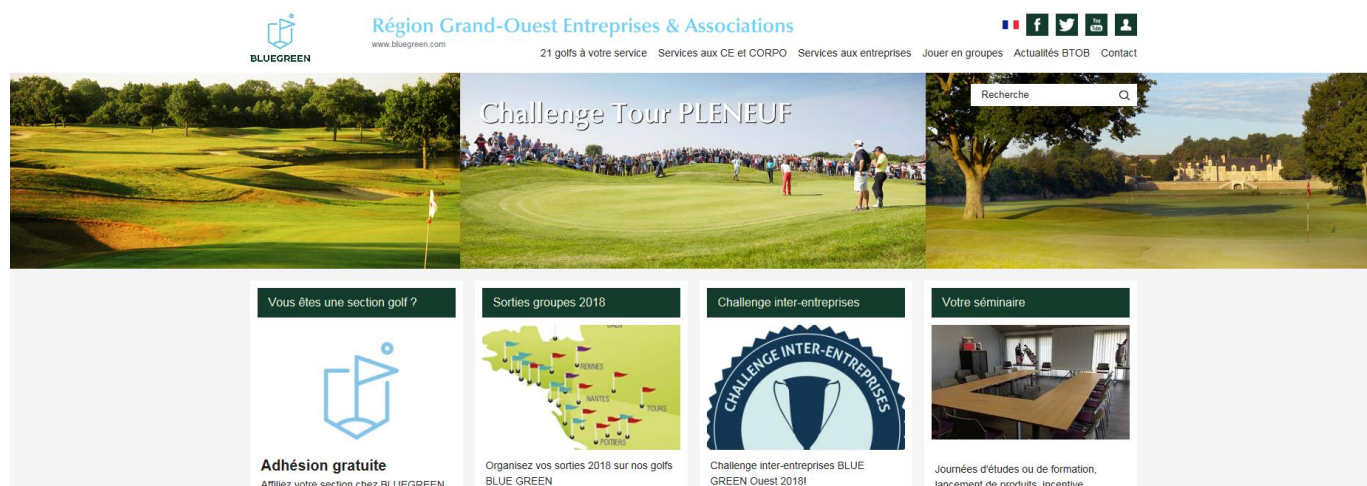 Région Grand-Ouest Entreprises & Associations
www.bluegreen.com
BLUEGREEN
You
Tube
21 golfs à votre service Services aux CE et CORPO Services aux entreprises Jouer en groupes Actualités BTOB Contact
Recherche
Challenge Tour PLENEUF
Vous êtes une section golf ?
Adhésion gratuite
Affiliez votre section chez BLUEGREEN
Sorties groupes 2018
RENNES
NANTES
TOURS
POITIERS
Organisez vos sorties 2018 sur nos golfs
BLUE GREEN
Challenge inter-entreprises
CHALLENGE INTER-ENTREPRISES
Challenge inter-entreprises BLUE
GREEN Ouest 2018!
Votre séminaire
Journées d'études ou de formation,
lancement de produits, incentive